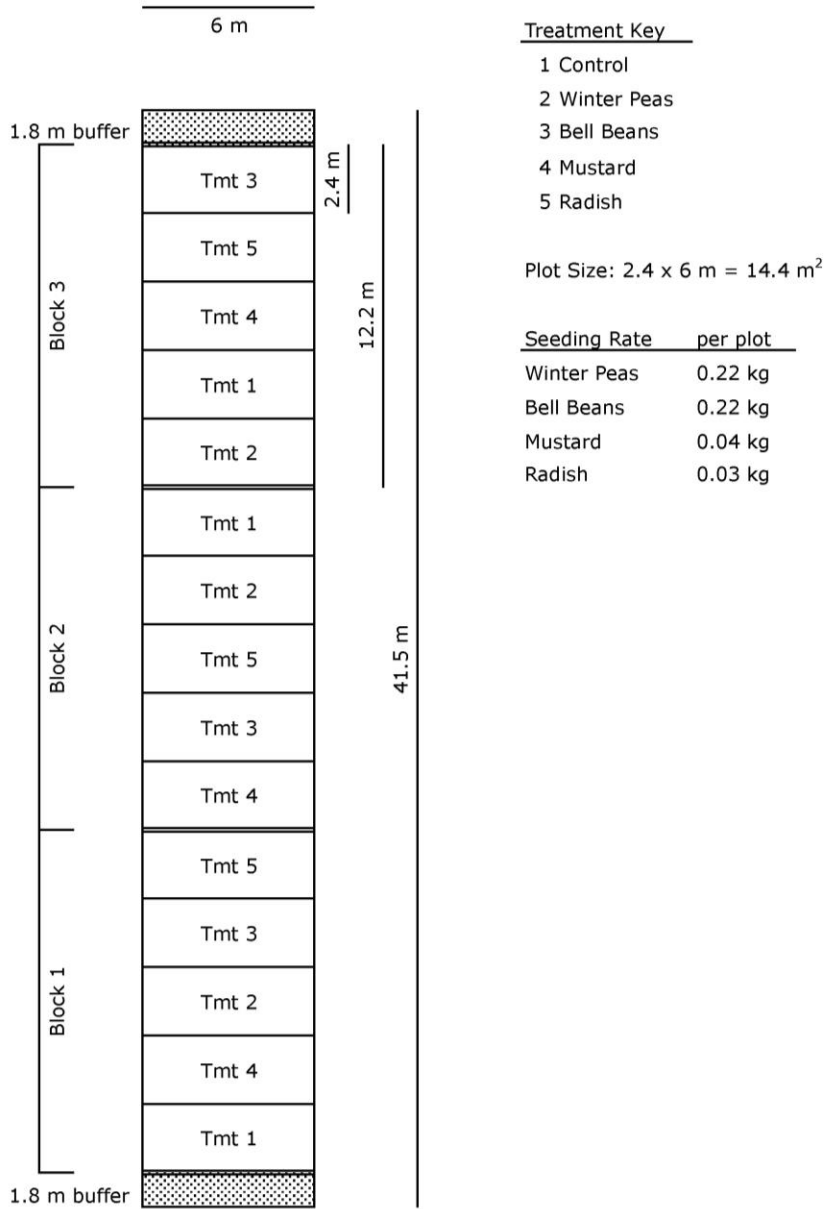 6 m
1.8 m buffer
Block 3
Tmt 3
Tmt 5
Tmt 4
Tmt 1
Tmt 2
2.4 m
12.2 m
Block 2
Tmt 1
Tmt 2
Tmt 5
Tmt 3
Tmt 4
41.5 m
Block 1
Tmt 5
Tmt 3
Tmt 2
Tmt 4
Tmt 1
1.8 m buffer
Treatment Key
1 Control
2 Winter Peas
3 Bell Beans
4 Mustard
5 Radish
Plot Size: 2.4 x 6 m = 14.4 m²
Seeding Rate per plot
Winter Peas 0.22 kg
Bell Beans 0.22 kg
Mustard 0.04 kg
Radish 0.03 kg